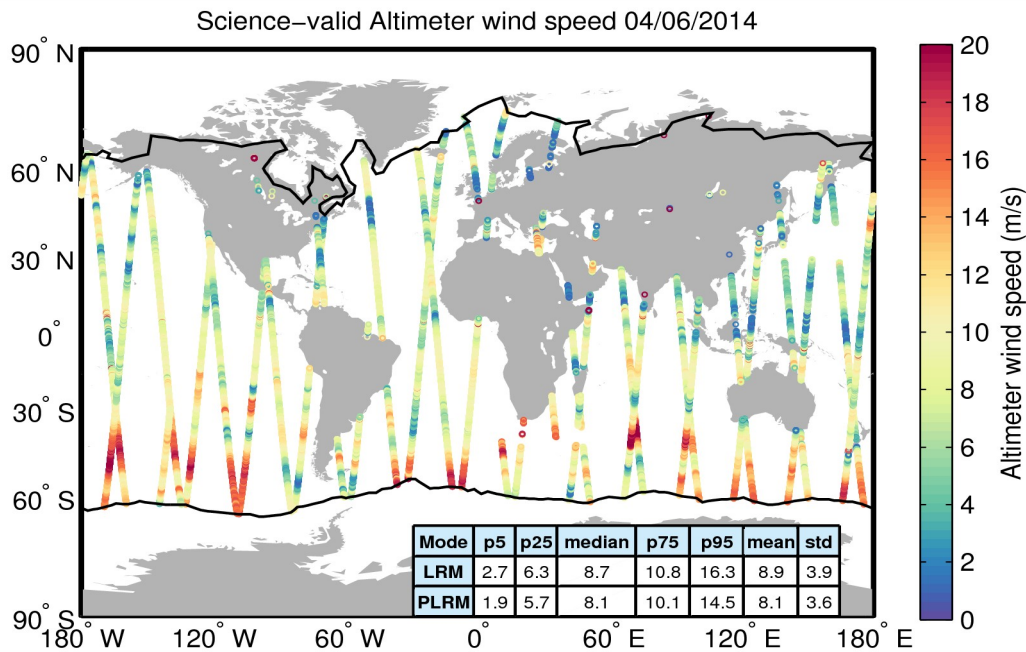 Science−valid Altimeter wind speed 04/06/2014
90° N
60° N
30° N
0°
30° S
60° S
90° S
180° W
120° W
60° W
0°
60° E
120° E
180° E
20
18
16
14
12
10
8
6
4
2
0
Altimeter wind speed (m/s)
Mode p5 p25 median p75 p95 mean std
LRM 2.7 6.3 8.7 10.8 16.3 8.9 3.9
PLRM 1.9 5.7 8.1 10.1 14.5 8.1 3.6